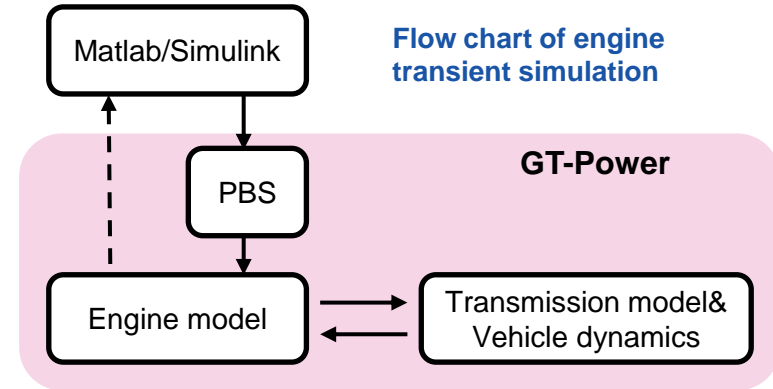 Matlab/Simulink
Flow chart of engine
transient simulation
GT-Power
PBS
Engine model
Transmission model&
Vehicle dynamics